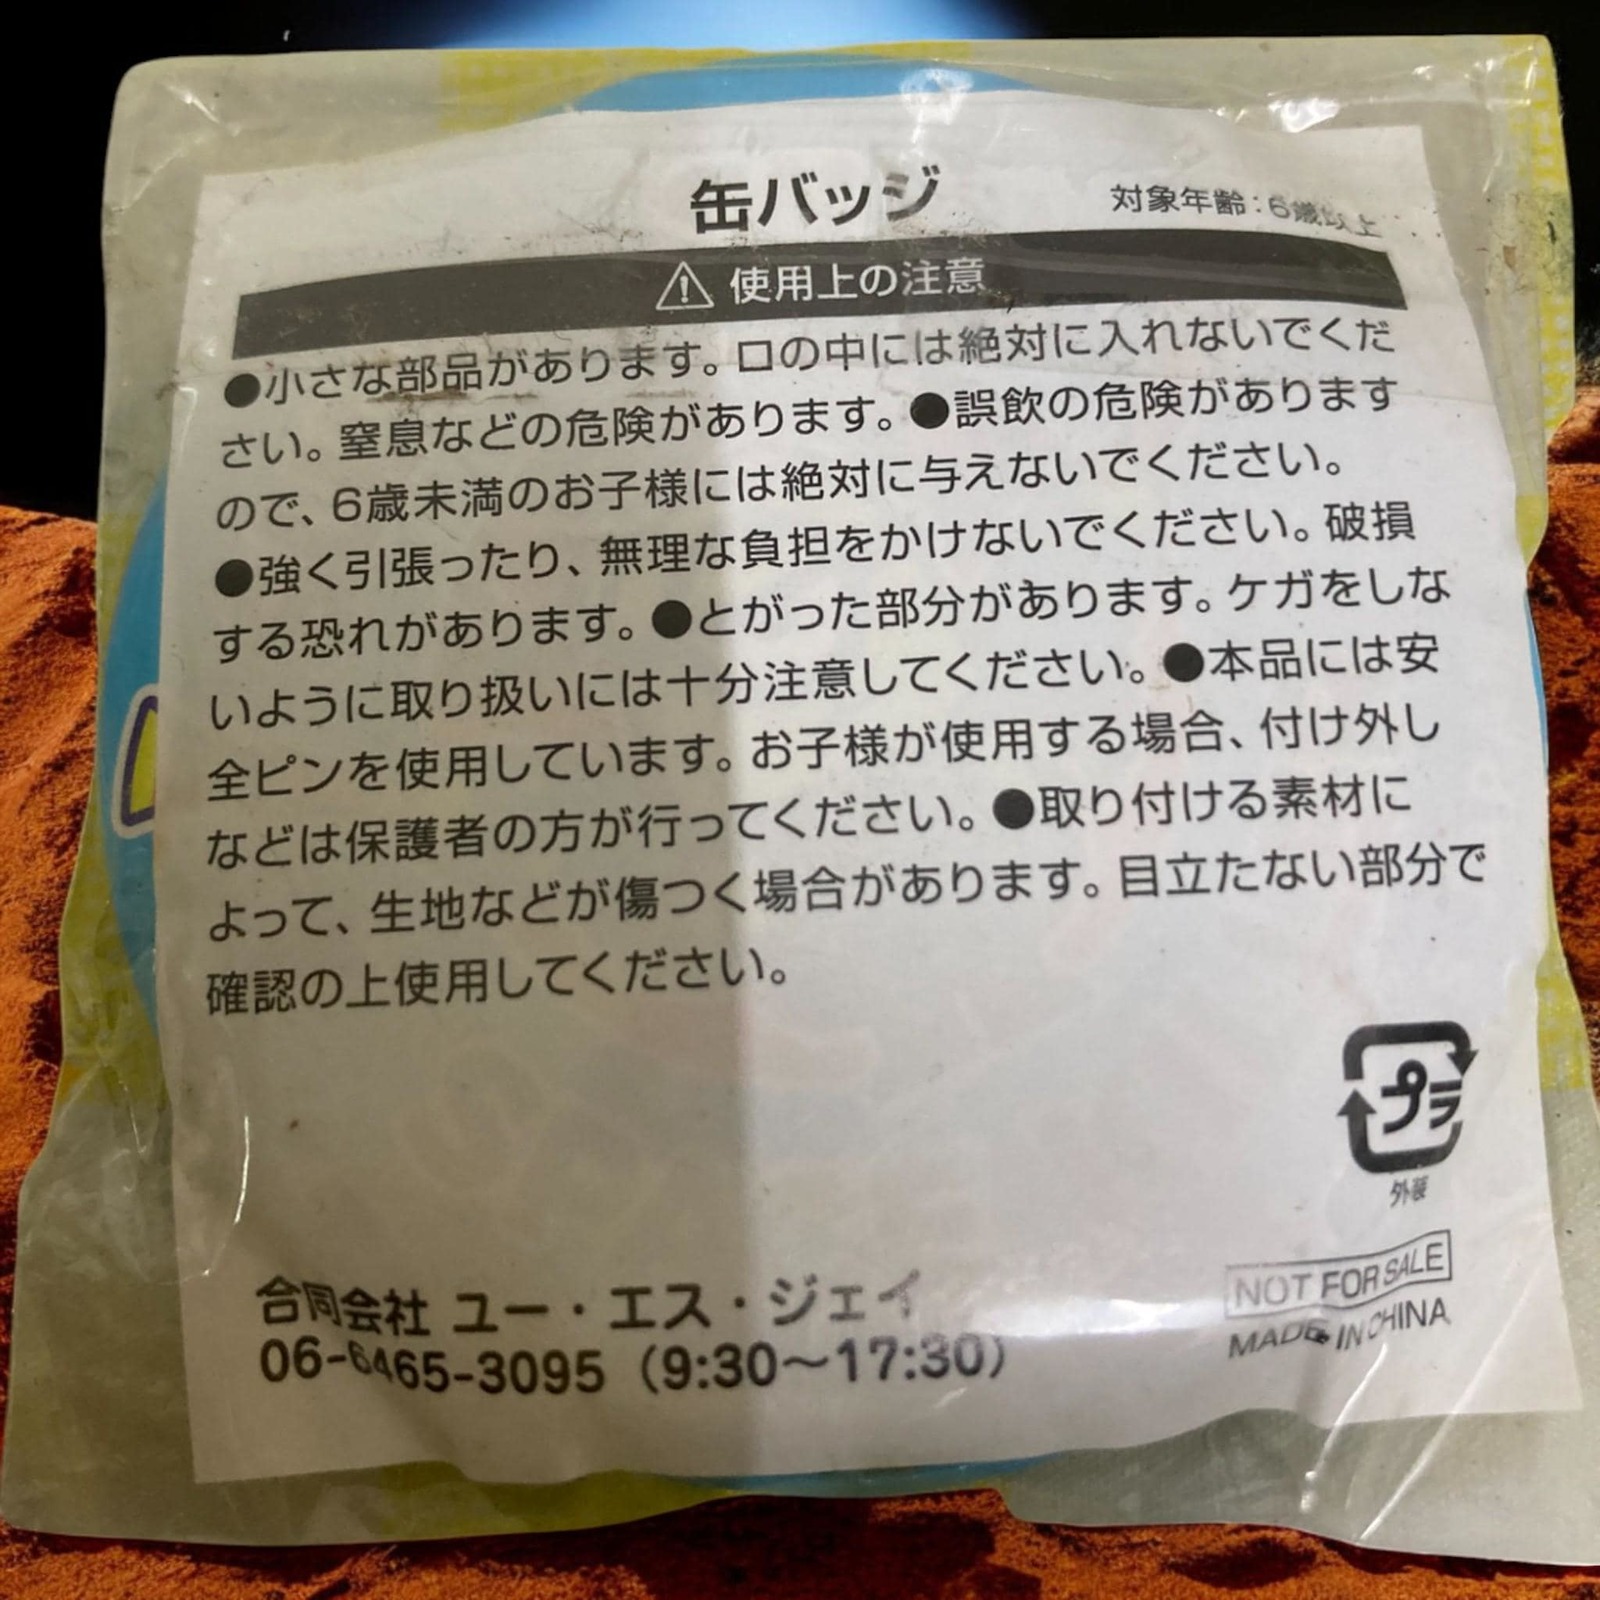 缶バッジ
対象年齢:6歳以上
使用上の注意
●小さな部品があります。口の中には絶対に入れないでくだ
さい。窒息などの危険があります。●誤飲の危険があります
ので、6歳未満のお子様には絶対に与えないでください。
●強く引張ったり、無理な負担をかけないでください。破損
する恐れがあります。●とがった部分があります。ケガをしな
いように取り扱いには十分注意してください。●本品には安
全ピンを使用しています。お子様が使用する場合、付け外し
などは保護者の方が行ってください。●取り付ける素材に
よって、生地などが傷つく場合があります。目立たない部分で
確認の上使用してください。
プラ
外装
合同会社 ユー・エス・ジェイ
06-6465-3095（9:30〜17:30）
NOT FOR SALE
MADE IN CHINA